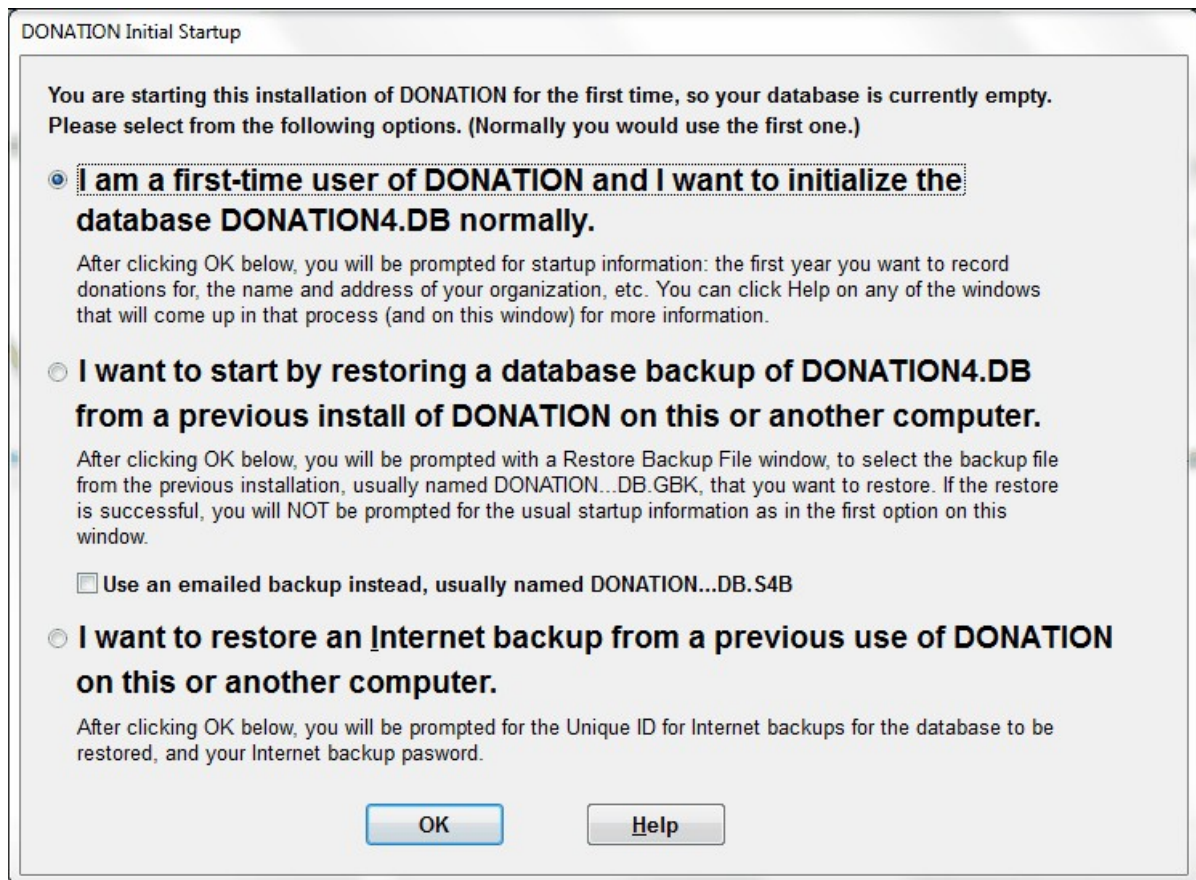 DONATION Initial Startup
You are starting this installation of DONATION for the first time, so your database is currently empty.
Please select from the following options. (Normally you would use the first one.)
I am a first-time user of DONATION and I want to initialize the
database DONATION4.DB normally.
After clicking OK below, you will be prompted for startup information: the first year you want to record
donations for, the name and address of your organization, etc. You can click Help on any of the windows
that will come up in that process (and on this window) for more information.
I want to start by restoring a database backup of DONATION4.DB
from a previous install of DONATION on this or another computer.
After clicking OK below, you will be prompted with a Restore Backup File window, to select the backup file
from the previous installation, usually named DONATION...DB.GBK, that you want to restore. If the restore
is successful, you will NOT be prompted for the usual startup information as in the first option on this
window.
Use an emailed backup instead, usually named DONATION...DB.S4B
I want to restore an Internet backup from a previous use of DONATION
on this or another computer.
After clicking OK below, you will be prompted for the Unique ID for Internet backups for the database to be
restored, and your Internet backup pasword.
OK
Help